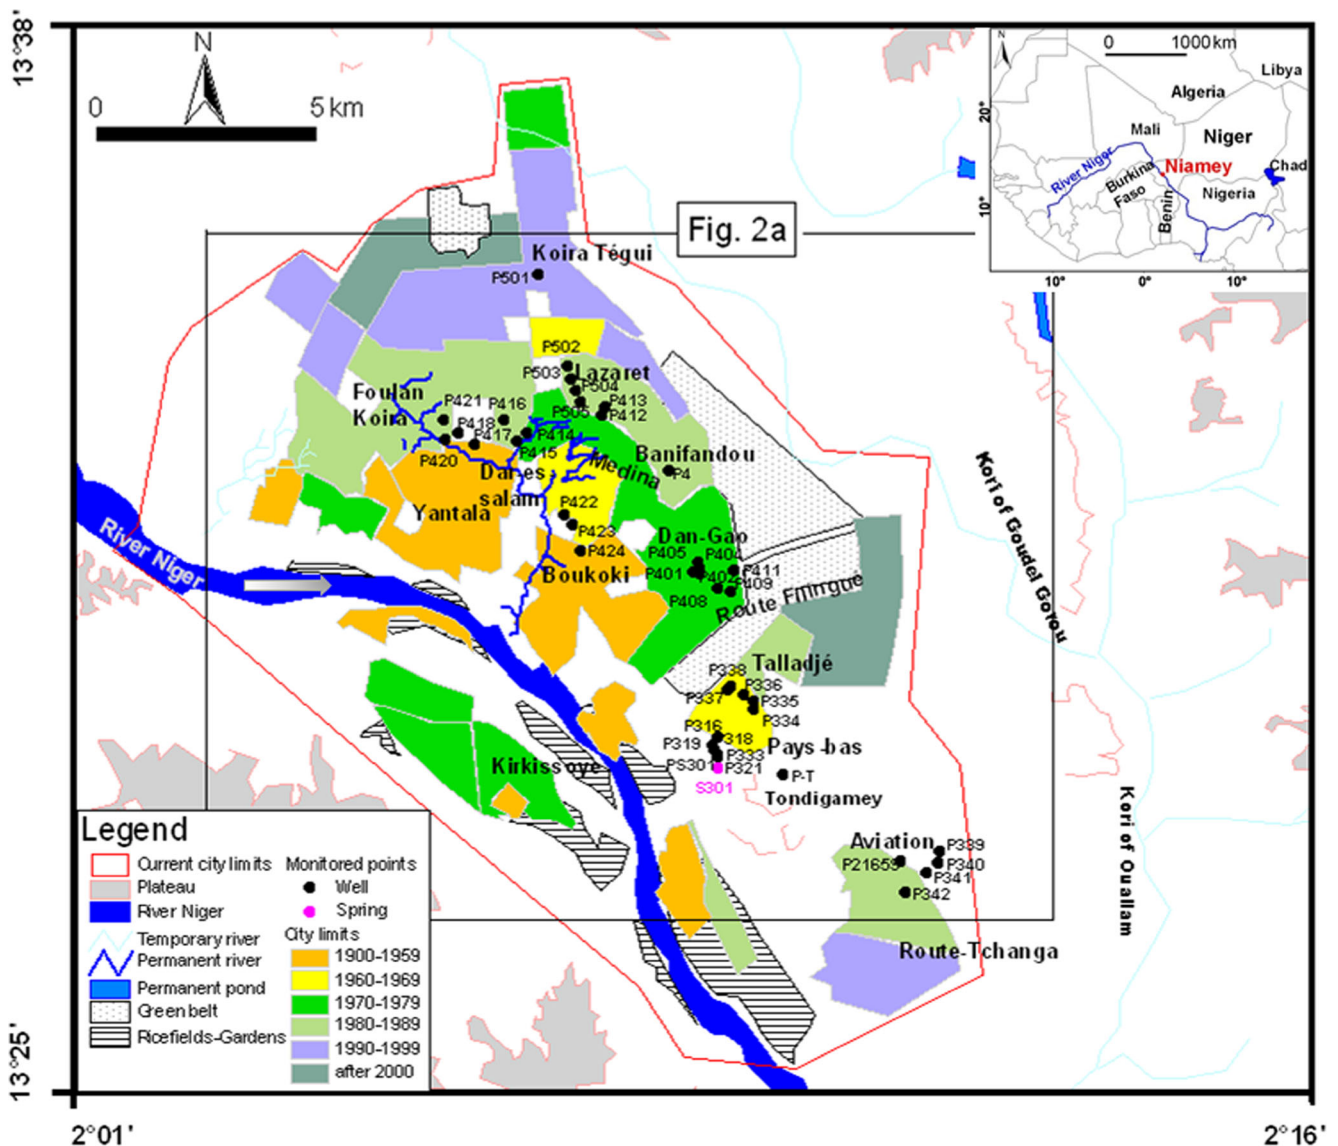 13°38'
N
0 5 km
N
0 1000 km
Libya
Algeria
20°
Mali
Niger
River Niger
Niamey
Chad
Burkina
Faso
Nigeria
Benin
10°
10° 0° 10°
Fig. 2a
Koira Tégui
P501
P502
P503
Lazaret
P504
P505
P413
P412
Foulan
Koira
P421
P416
P418
P417
P414
P415
P420
Banifandou
P4
Medina
Dar es
salam
Yantala
P422
P423
P424
Boukoki
Dan-Gao
P405
P404
P401
P411
P409
P408
River Niger
Kori of Goudel Gorou
Talladjé
P338
P336
P337
P335
P334
P316
P318
P319
P333
Pays-bas
PS301
P321
P-T
S301
Tondigamey
Kirkissoye
Kori of Ouallam
Aviation
P339
P21659
P340
P341
P342
Route-Tchanga
Legend
Current city limits
Plateau
River Niger
Temporary river
Permanent river
Permanent pond
Green belt
Ricefields-Gardens
Monitored points
Well
Spring
City limits
1900-1959
1960-1969
1970-1979
1980-1989
1990-1999
after 2000
13°25'
2°01' 2°16'